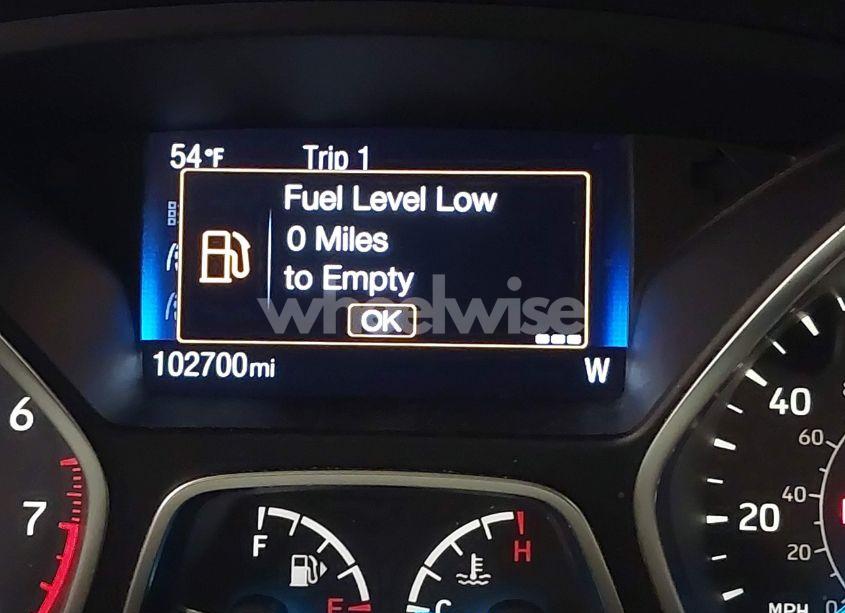 54°F Trip 1
Fuel Level Low
0 Miles
to Empty
OK
wheelwise
102700mi W
6
7
F
E
H
C
40
20
60
40
20
MPH